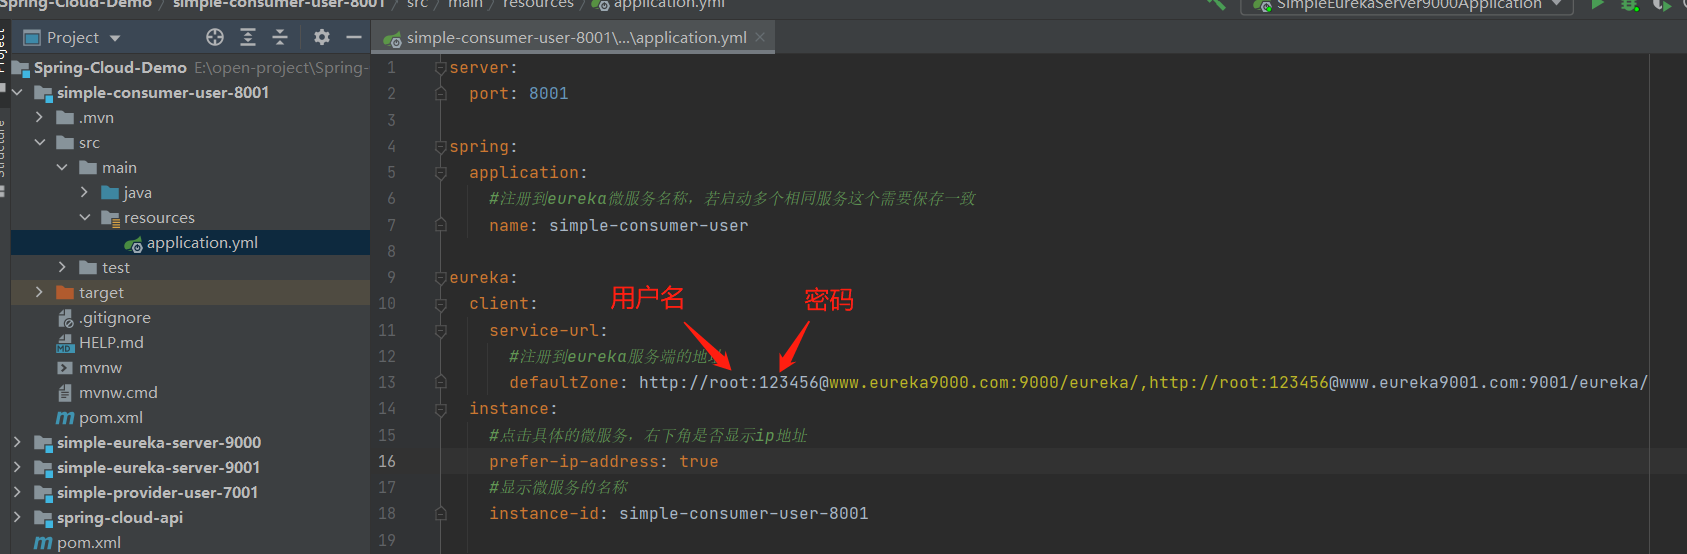 Spring-Cloud-Demo simple-consumer-user-8001 src main resources application.yml
SimpleEurekaServer9000Application
Project
Project
Structure
simple-consumer-user-8001\...\application.yml
Spring-Cloud-Demo E:\open-project\Spring-
simple-consumer-user-8001
.mvn
src
main
java
resources
application.yml
test
target
.gitignore
HELP.md
mvnw
mvnw.cmd
pom.xml
simple-eureka-server-9000
simple-eureka-server-9001
simple-provider-user-7001
spring-cloud-api
pom.xml
1 server:
2 port: 8001
3
4 spring:
5 application:
6 #注册到eureka微服务名称，若启动多个相同服务这个需要保存一致
7 name: simple-consumer-user
8
9 eureka:
10 client:
用户名 密码
11 service-url:
12 #注册到eureka服务端的地址
13 defaultZone: http://root:123456@www.eureka9000.com:9000/eureka/,http://root:123456@www.eureka9001.com:9001/eureka/
14 instance:
15 #点击具体的微服务，右下角是否显示ip地址
16 prefer-ip-address: true
17 #显示微服务的名称
18 instance-id: simple-consumer-user-8001
19